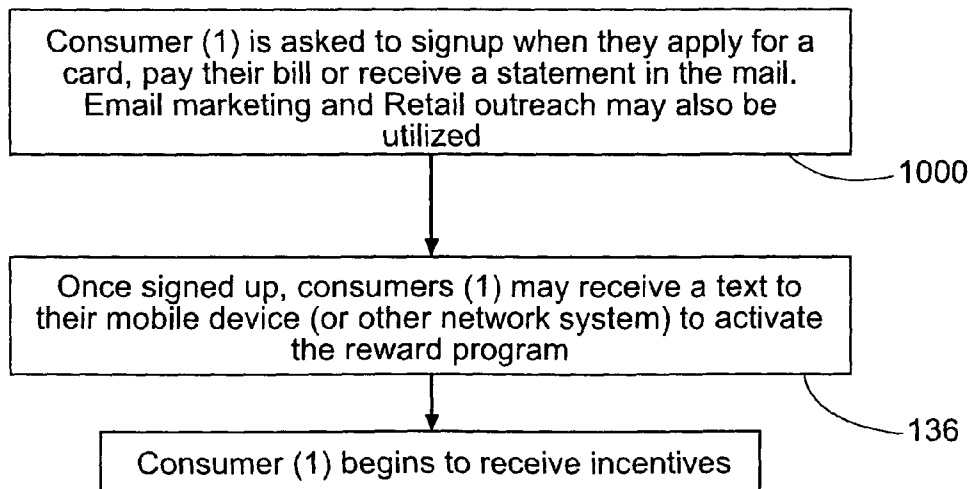 Consumer (1) is asked to signup when they apply for a
card, pay their bill or receive a statement in the mail.
Email marketing and Retail outreach may also be
utilized
1000
Once signed up, consumers (1) may receive a text to
their mobile device (or other network system) to activate
the reward program
136
Consumer (1) begins to receive incentives